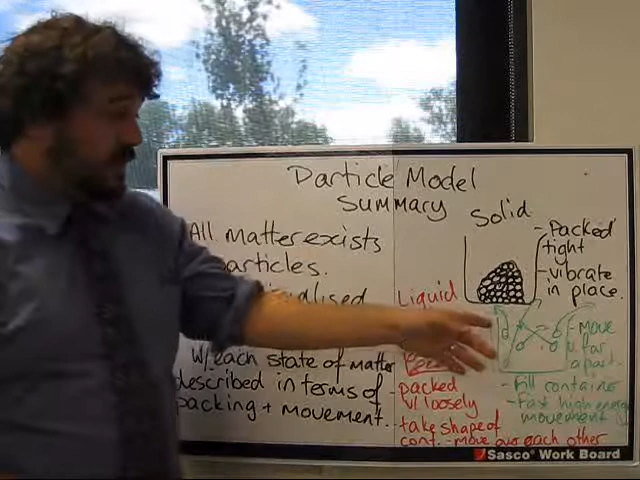 Particle Model
Summary
All matter exists
particles.
W/ each state of matter
described in terms of
packing + movement.
Solid
- Packed
tight
- vibrate
in place.
Liquid
- packed
v/loosely
- take shape of
cont. - move over each other
- Move
v. far
apart.
- Fill container
- Fast high energy
movement
Sasco Work Board